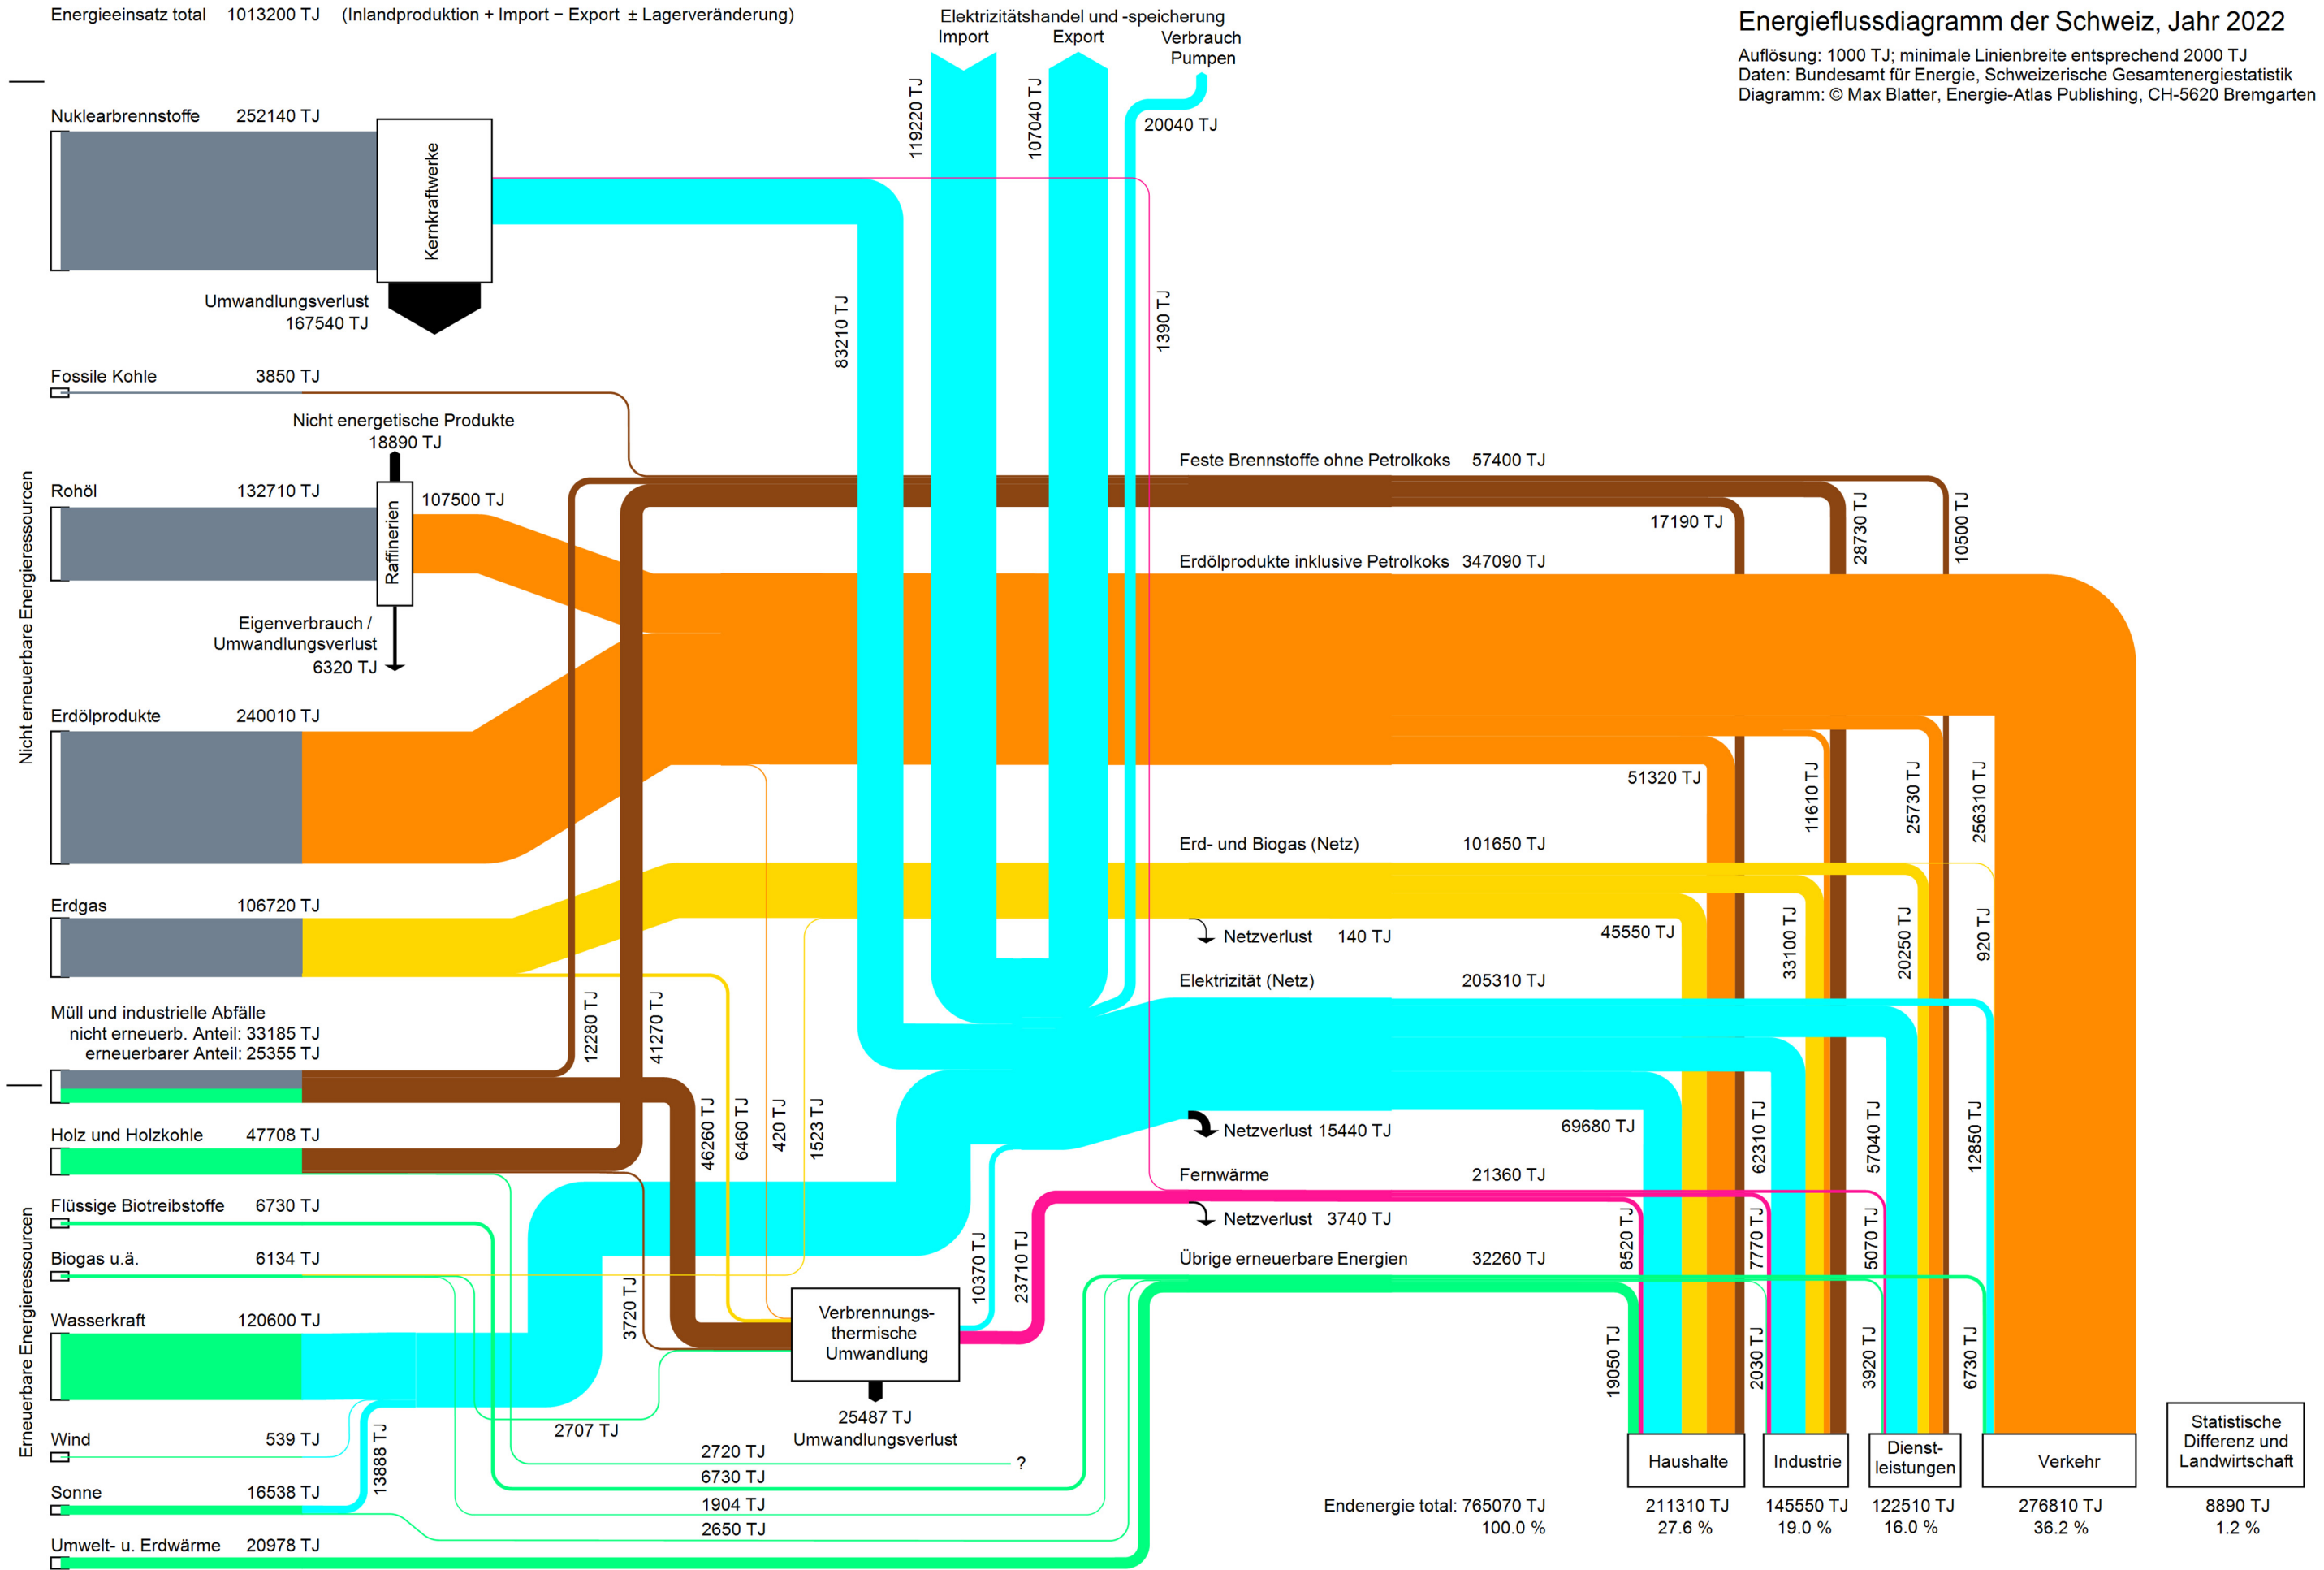 Energieeinsatz total 1013200 TJ (Inlandproduktion + Import − Export ± Lagerveränderung)
Elektrizitätshandel und -speicherung
Import
Export
Verbrauch
Pumpen
Energieflussdiagramm der Schweiz, Jahr 2022
Auflösung: 1000 TJ; minimale Linienbreite entsprechend 2000 TJ
Daten: Bundesamt für Energie, Schweizerische Gesamtenergiestatistik
Diagramm: © Max Blatter, Energie-Atlas Publishing, CH-5620 Bremgarten
119220 TJ
107040 TJ
20040 TJ
Nuklearbrennstoffe 252140 TJ
Kernkraftwerke
Umwandlungsverlust
167540 TJ
83210 TJ
1390 TJ
Nicht erneuerbare Energieressourcen
Fossile Kohle 3850 TJ
Nicht energetische Produkte
18890 TJ
Rohöl 132710 TJ
Raffinerien
107500 TJ
Eigenverbrauch /
Umwandlungsverlust
6320 TJ
Feste Brennstoffe ohne Petrolkoks 57400 TJ
17190 TJ
28730 TJ
10500 TJ
Erdölprodukte inklusive Petrolkoks 347090 TJ
Erdölprodukte 240010 TJ
51320 TJ
11610 TJ
25730 TJ
256310 TJ
Erd- und Biogas (Netz) 101650 TJ
Erdgas 106720 TJ
Netzverlust 140 TJ
45550 TJ
33100 TJ
20250 TJ
920 TJ
Elektrizität (Netz) 205310 TJ
Müll und industrielle Abfälle
nicht erneuerb. Anteil: 33185 TJ
erneuerbarer Anteil: 25355 TJ
12280 TJ
41270 TJ
46260 TJ
6460 TJ
420 TJ
1523 TJ
Netzverlust 15440 TJ
69680 TJ
62310 TJ
57040 TJ
12850 TJ
Erneuerbare Energieressourcen
Holz und Holzkohle 47708 TJ
Fernwärme 21360 TJ
Flüssige Biotreibstoffe 6730 TJ
Netzverlust 3740 TJ
8520 TJ
7770 TJ
5070 TJ
Biogas u.ä. 6134 TJ
Übrige erneuerbare Energien 32260 TJ
10370 TJ
23710 TJ
3720 TJ
Wasserkraft 120600 TJ
Verbrennungs-
thermische
Umwandlung
19050 TJ
2030 TJ
3920 TJ
6730 TJ
25487 TJ
Umwandlungsverlust
2707 TJ
Wind 539 TJ
13888 TJ
2720 TJ
?
6730 TJ
Sonne 16538 TJ
1904 TJ
2650 TJ
Umwelt- u. Erdwärme 20978 TJ
Haushalte
Industrie
Dienst-
leistungen
Verkehr
Statistische
Differenz und
Landwirtschaft
Endenergie total: 765070 TJ 211310 TJ 145550 TJ 122510 TJ 276810 TJ 8890 TJ
100.0 % 27.6 % 19.0 % 16.0 % 36.2 % 1.2 %